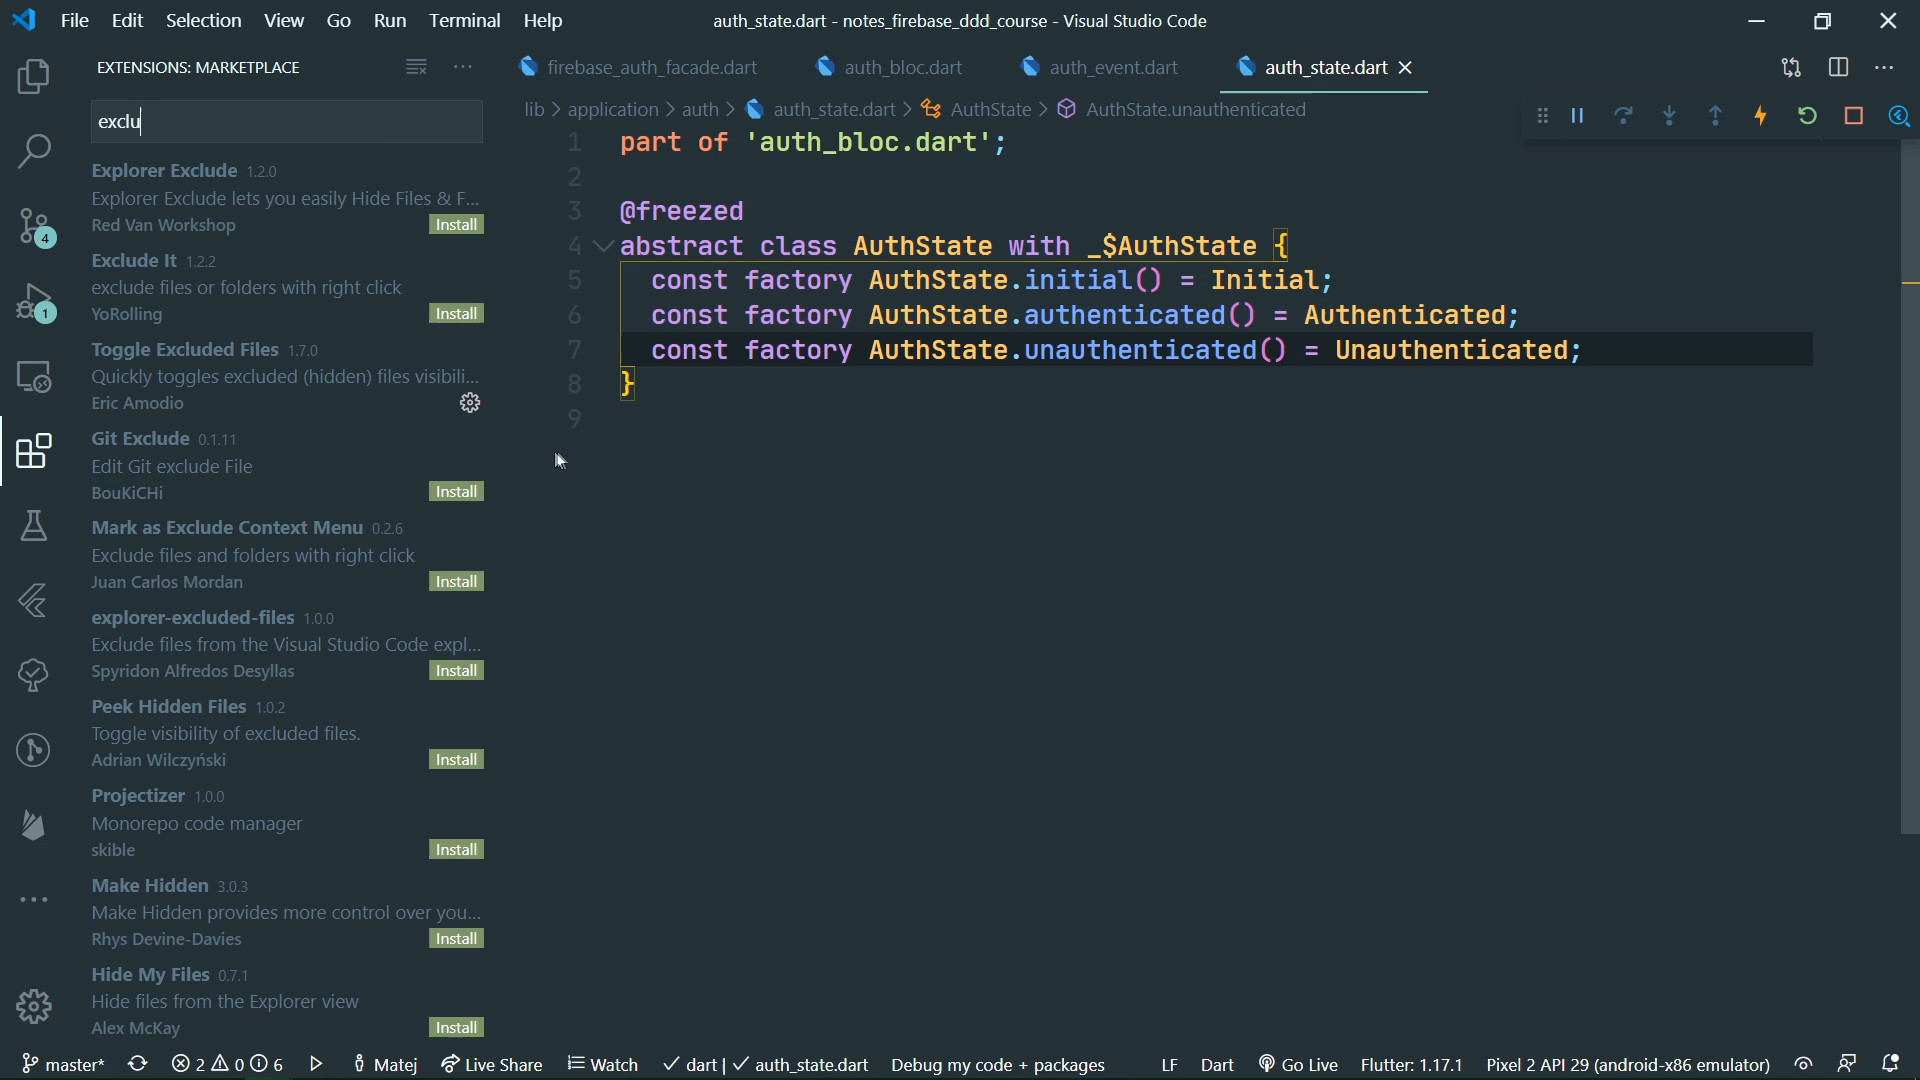 File Edit Selection View Go Run Terminal Help
auth_state.dart - notes_firebase_ddd_course - Visual Studio Code
EXTENSIONS: MARKETPLACE
exclu
Explorer Exclude 1.2.0
Explorer Exclude lets you easily Hide Files & F...
Red Van Workshop Install
Exclude It 1.2.2
exclude files or folders with right click
YoRolling Install
Toggle Excluded Files 1.7.0
Quickly toggles excluded (hidden) files visibili...
Eric Amodio
Git Exclude 0.1.11
Edit Git exclude File
BouKiCHi Install
Mark as Exclude Context Menu 0.2.6
Exclude files and folders with right click
Juan Carlos Mordan Install
explorer-excluded-files 1.0.0
Exclude files from the Visual Studio Code expl...
Spyridon Alfredos Desyllas Install
Peek Hidden Files 1.0.2
Toggle visibility of excluded files.
Adrian Wilczyński Install
Projectizer 1.0.0
Monorepo code manager
skible Install
Make Hidden 3.0.3
Make Hidden provides more control over you...
Rhys Devine-Davies Install
Hide My Files 0.7.1
Hide files from the Explorer view
Alex McKay Install
4
1
firebase_auth_facade.dart auth_bloc.dart auth_event.dart auth_state.dart
lib > application > auth > auth_state.dart > AuthState > AuthState.unauthenticated
1 part of 'auth_bloc.dart';
2
3 @freezed
4 abstract class AuthState with _$AuthState {
5 const factory AuthState.initial() = Initial;
6 const factory AuthState.authenticated() = Authenticated;
7 const factory AuthState.unauthenticated() = Unauthenticated;
8 }
9
master* 2 0 6 Matej Live Share Watch dart | auth_state.dart Debug my code + packages LF Dart Go Live Flutter: 1.17.1 Pixel 2 API 29 (android-x86 emulator)